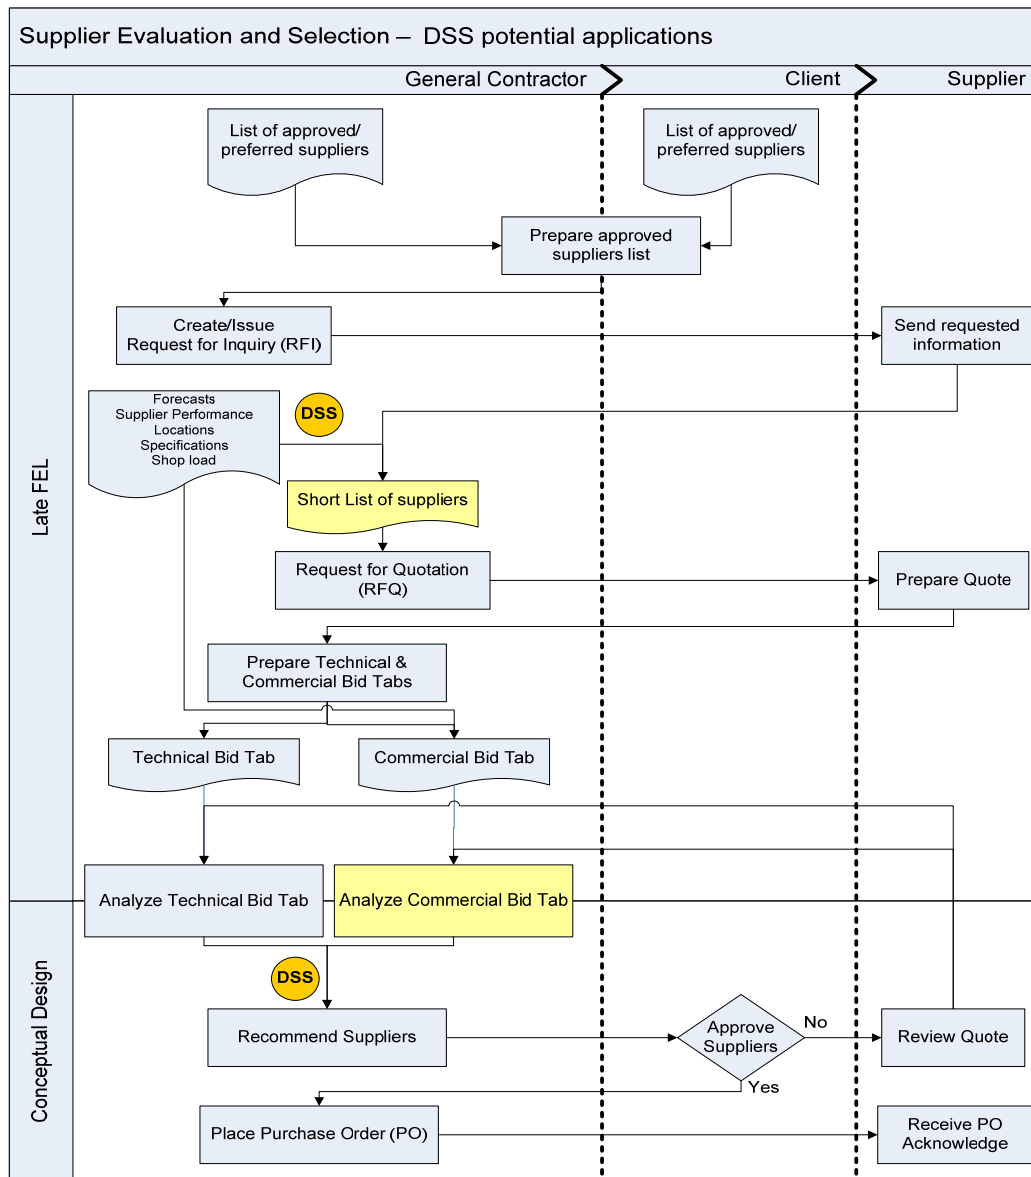 Supplier Evaluation and Selection – DSS potential applications
General Contractor
Client
Supplier
Late FEL
List of approved/
preferred suppliers
List of approved/
preferred suppliers
Prepare approved
suppliers list
Create/Issue
Request for Inquiry (RFI)
Send requested
information
Forecasts
Supplier Performance
Locations
Specifications
Shop load
DSS
Short List of suppliers
Request for Quotation
(RFQ)
Prepare Quote
Prepare Technical &
Commercial Bid Tabs
Technical Bid Tab
Commercial Bid Tab
Analyze Technical Bid Tab
Analyze Commercial Bid Tab
Conceptual Design
DSS
Recommend Suppliers
Approve
Suppliers
No
Review Quote
Yes
Place Purchase Order (PO)
Receive PO
Acknowledge